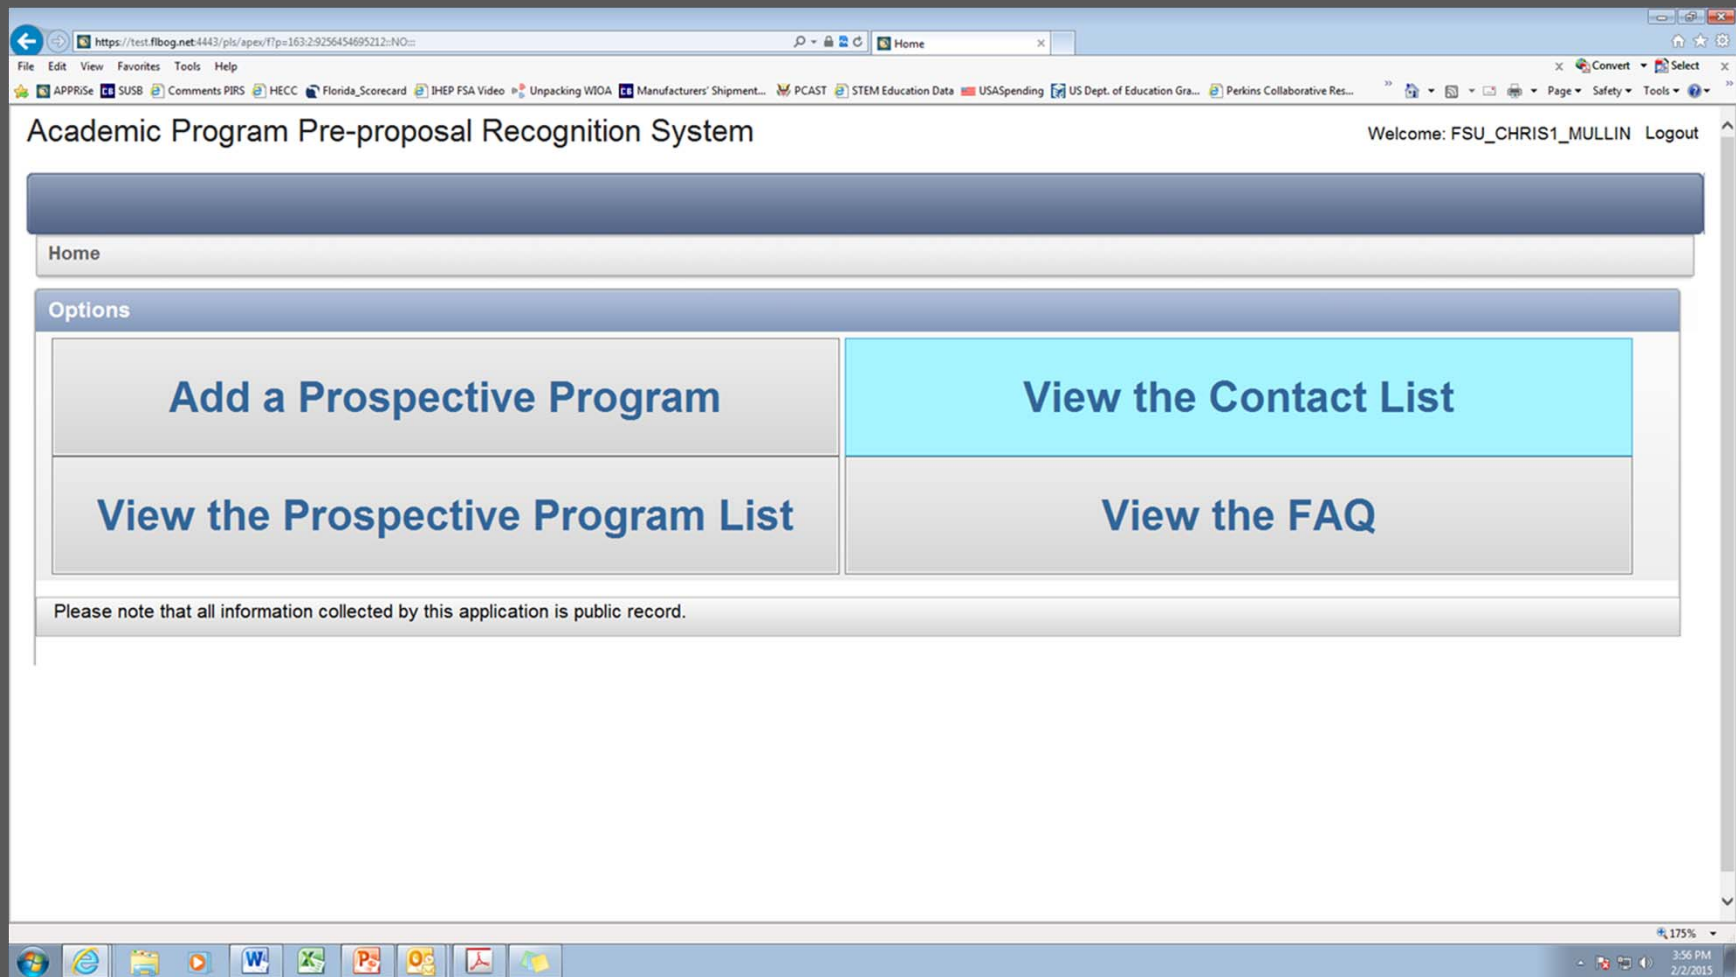 https://test.flbog.net:4443/pls/apex/f?p=163:2:9256454695212::NO:::
Home
File Edit View Favorites Tools Help
Convert Select
APPRiSe SUSB Comments PIRS HECC Florida_Scorecard IHEP FSA Video Unpacking WIOA Manufacturers' Shipment... PCAST STEM Education Data USASpending US Dept. of Education Gra... Perkins Collaborative Res... Page Safety Tools
Academic Program Pre-proposal Recognition System
Welcome: FSU_CHRIS1_MULLIN Logout
Home
Options
Add a Prospective Program
View the Contact List
View the Prospective Program List
View the FAQ
Please note that all information collected by this application is public record.
175%
3:56 PM
2/2/2015